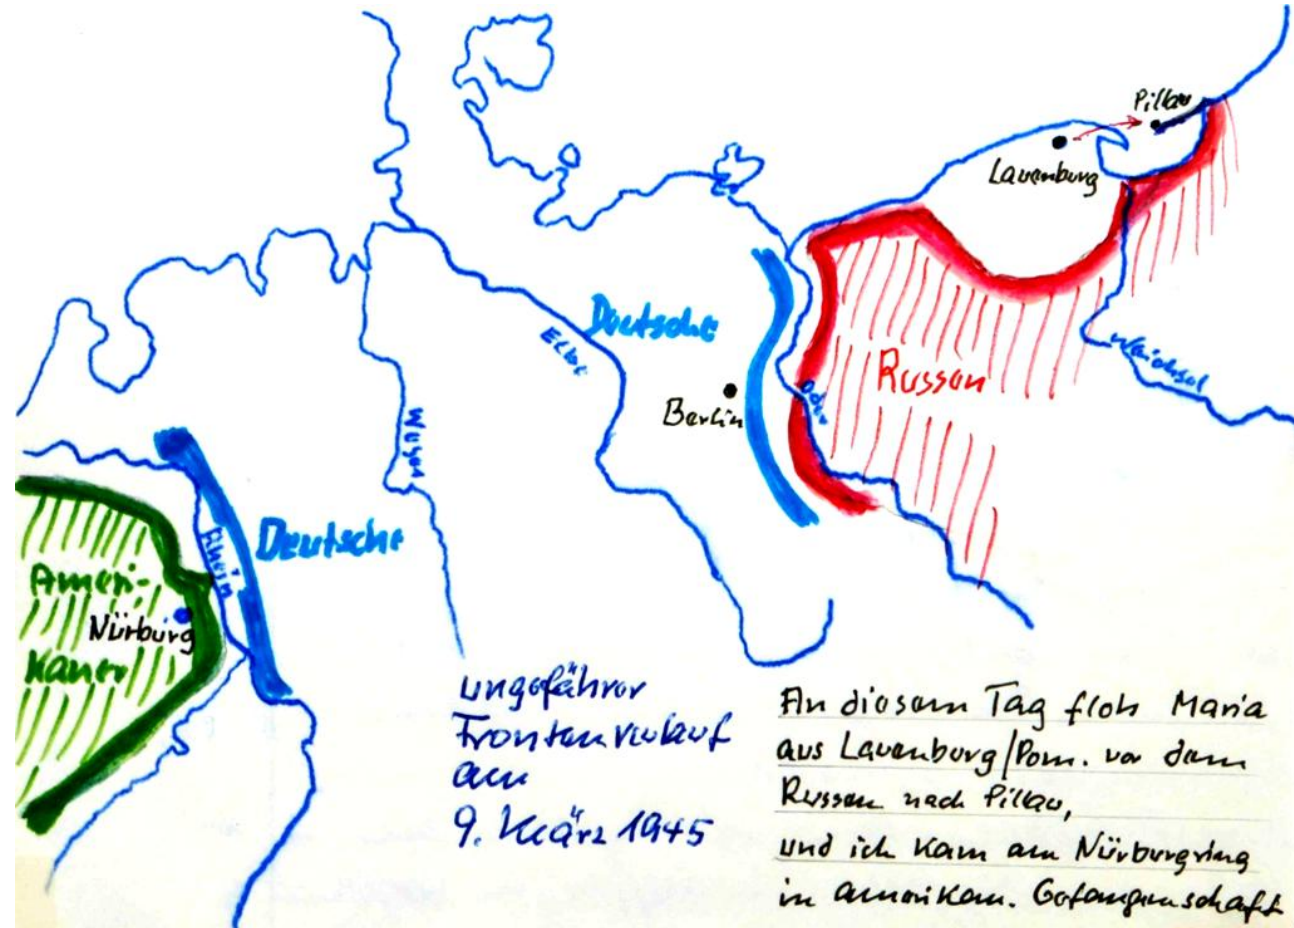 Pillau
Lauenburg
Deutsche
Elbe
Russen
Weichsel
Berlin
Oder
Weser
Deutsche
Rhein
Ameri-
Nürburg
kaner
ungefährer
Frontenverlauf
am
9. März 1945
An diesem Tag floh Maria
aus Lauenburg/Pom. vor dem
Russen nach Pillau,
und ich kam am Nürburgring
in amerikan. Gefangenschaft